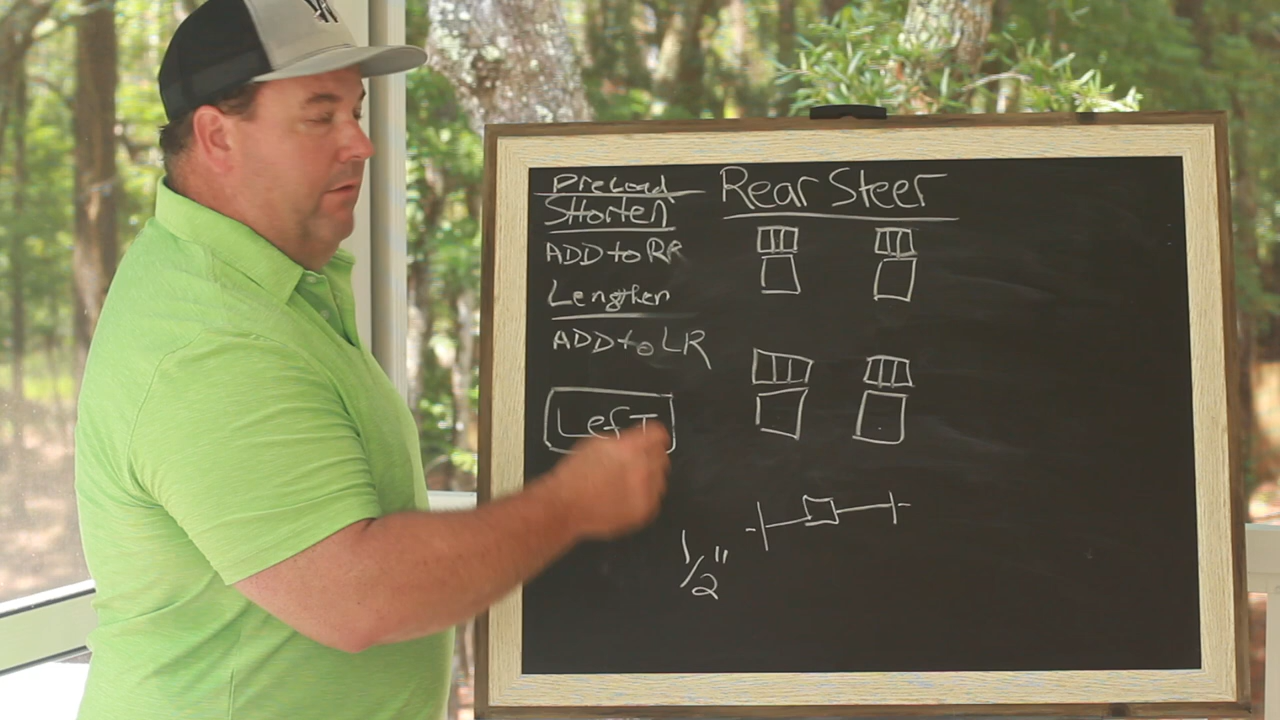 PreLoad
SHorten
ADD to RR
Lengthen
ADD to LR
Left
Rear Steer
1/2"